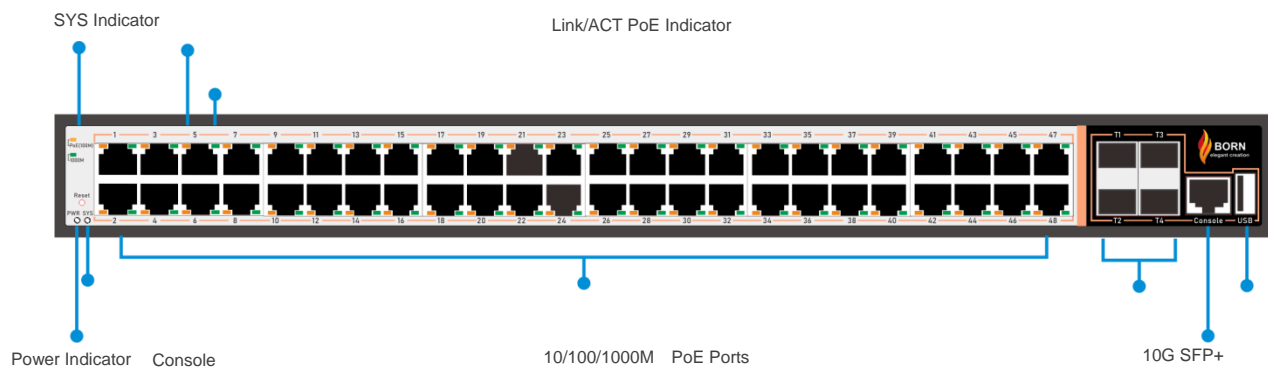 SYS Indicator
Link/ACT PoE Indicator
1 3 5 7 9 11 13 15 17 19 21 23 25 27 29 31 33 35 37 39 41 43 45 47
T1 T3
PoE(100M)
1000M
BORN
elegant creation
Reset
PWR SYS
2 4 6 8 10 12 14 16 18 20 22 24 26 28 30 32 34 36 38 40 42 44 46 48
T2 T4 Console USB
Power Indicator Console
10/100/1000M PoE Ports
10G SFP+